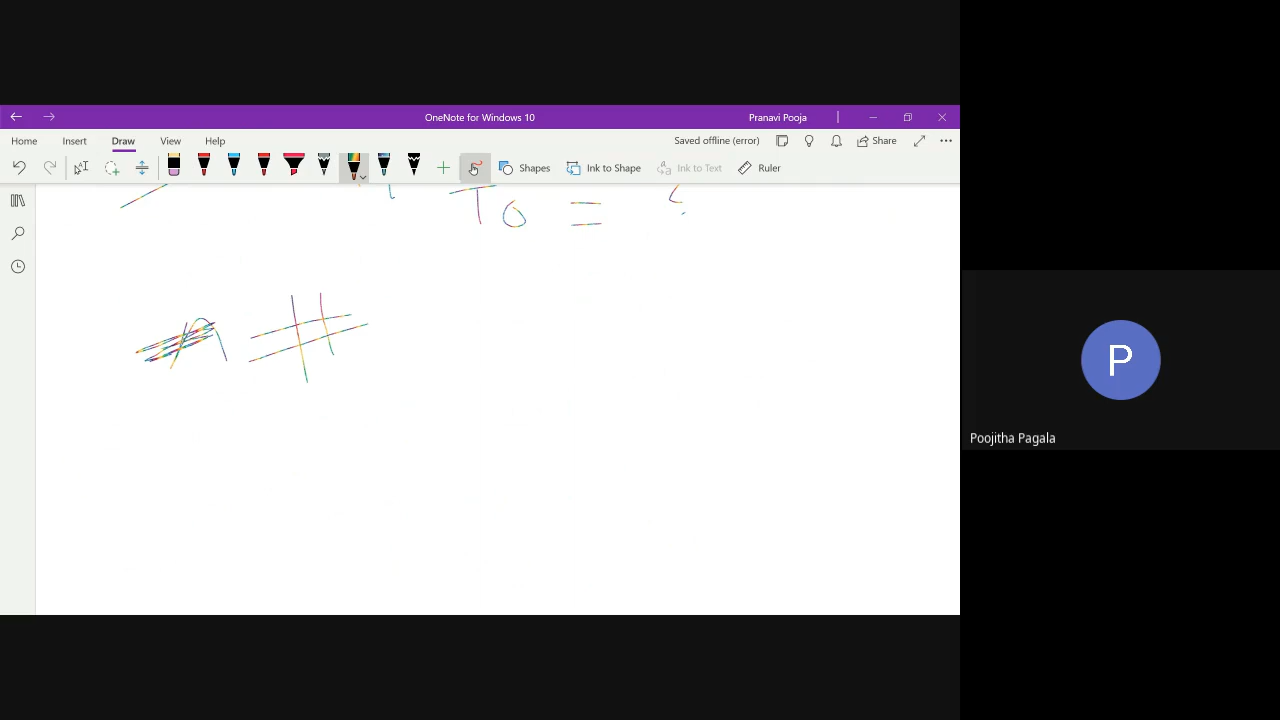 OneNote for Windows 10 Pranavi Pooja
Home Insert Draw View Help Saved offline (error) Share
Shapes Ink to Shape Ink to Text Ruler
To = ?
#
P
Poojitha Pagala